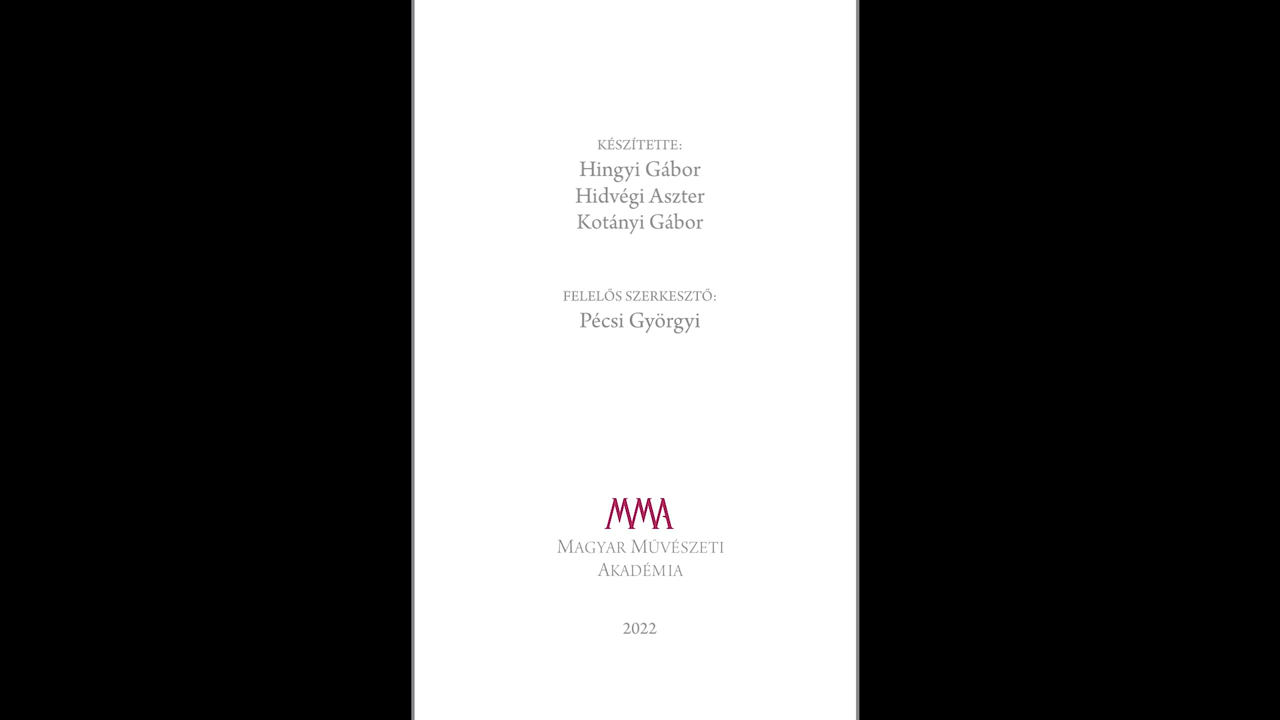 KÉSZÍTETTE:
Hingyi Gábor
Hidvégi Aszter
Kotányi Gábor
FELELŐS SZERKESZTŐ:
Pécsi Györgyi
MMA
MAGYAR MŰVÉSZETI
AKADÉMIA
2022